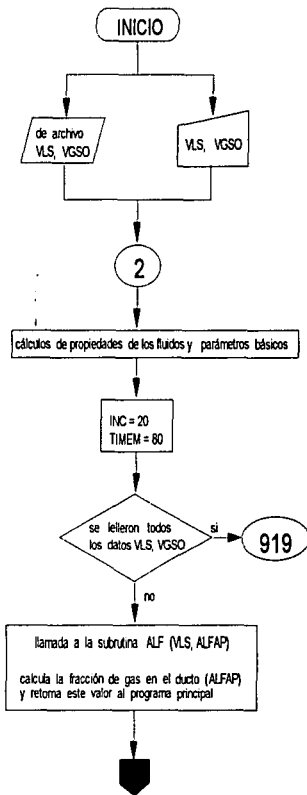 INICIO
de archivo
VLS, VGSO
VLS, VGSO
2
cálculos de propiedades de los fluidos y parámetros básicos
INC = 20
TIMEM = 80
se lelleron todos
los datos VLS, VGSO
si
919
no
llamada a la subrutina ALF (VLS, ALFAP)
calcula la fracción de gas en el ducto (ALFAP)
y retorna este valor al programa principal